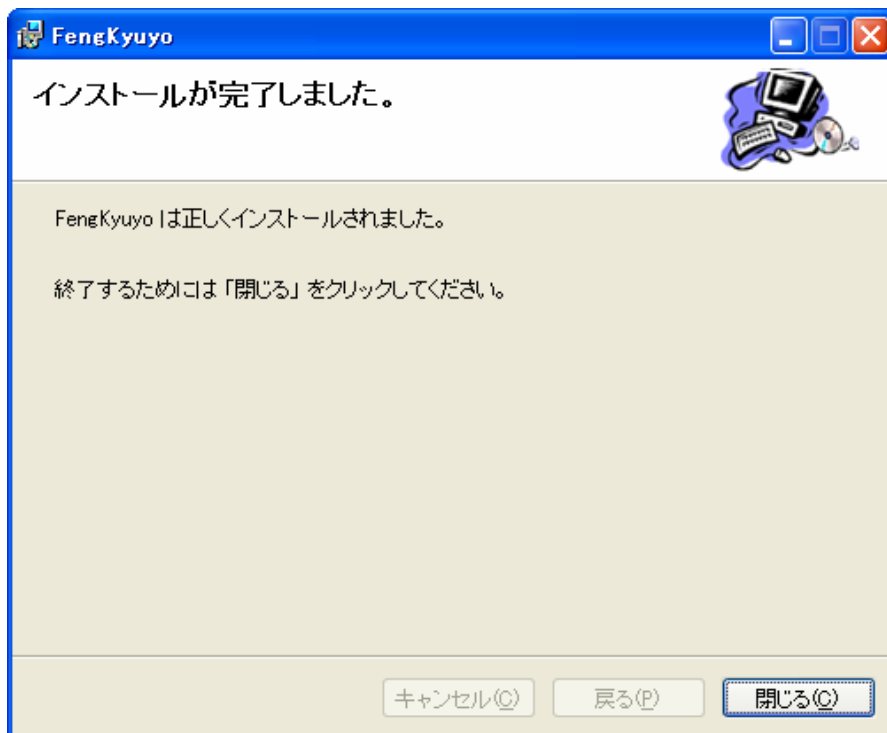 FengKyuyo
インストールが完了しました。
FengKyuyo は正しくインストールされました。
終了するためには「閉じる」をクリックしてください。
キャンセル(C)
戻る(P)
閉じる(C)